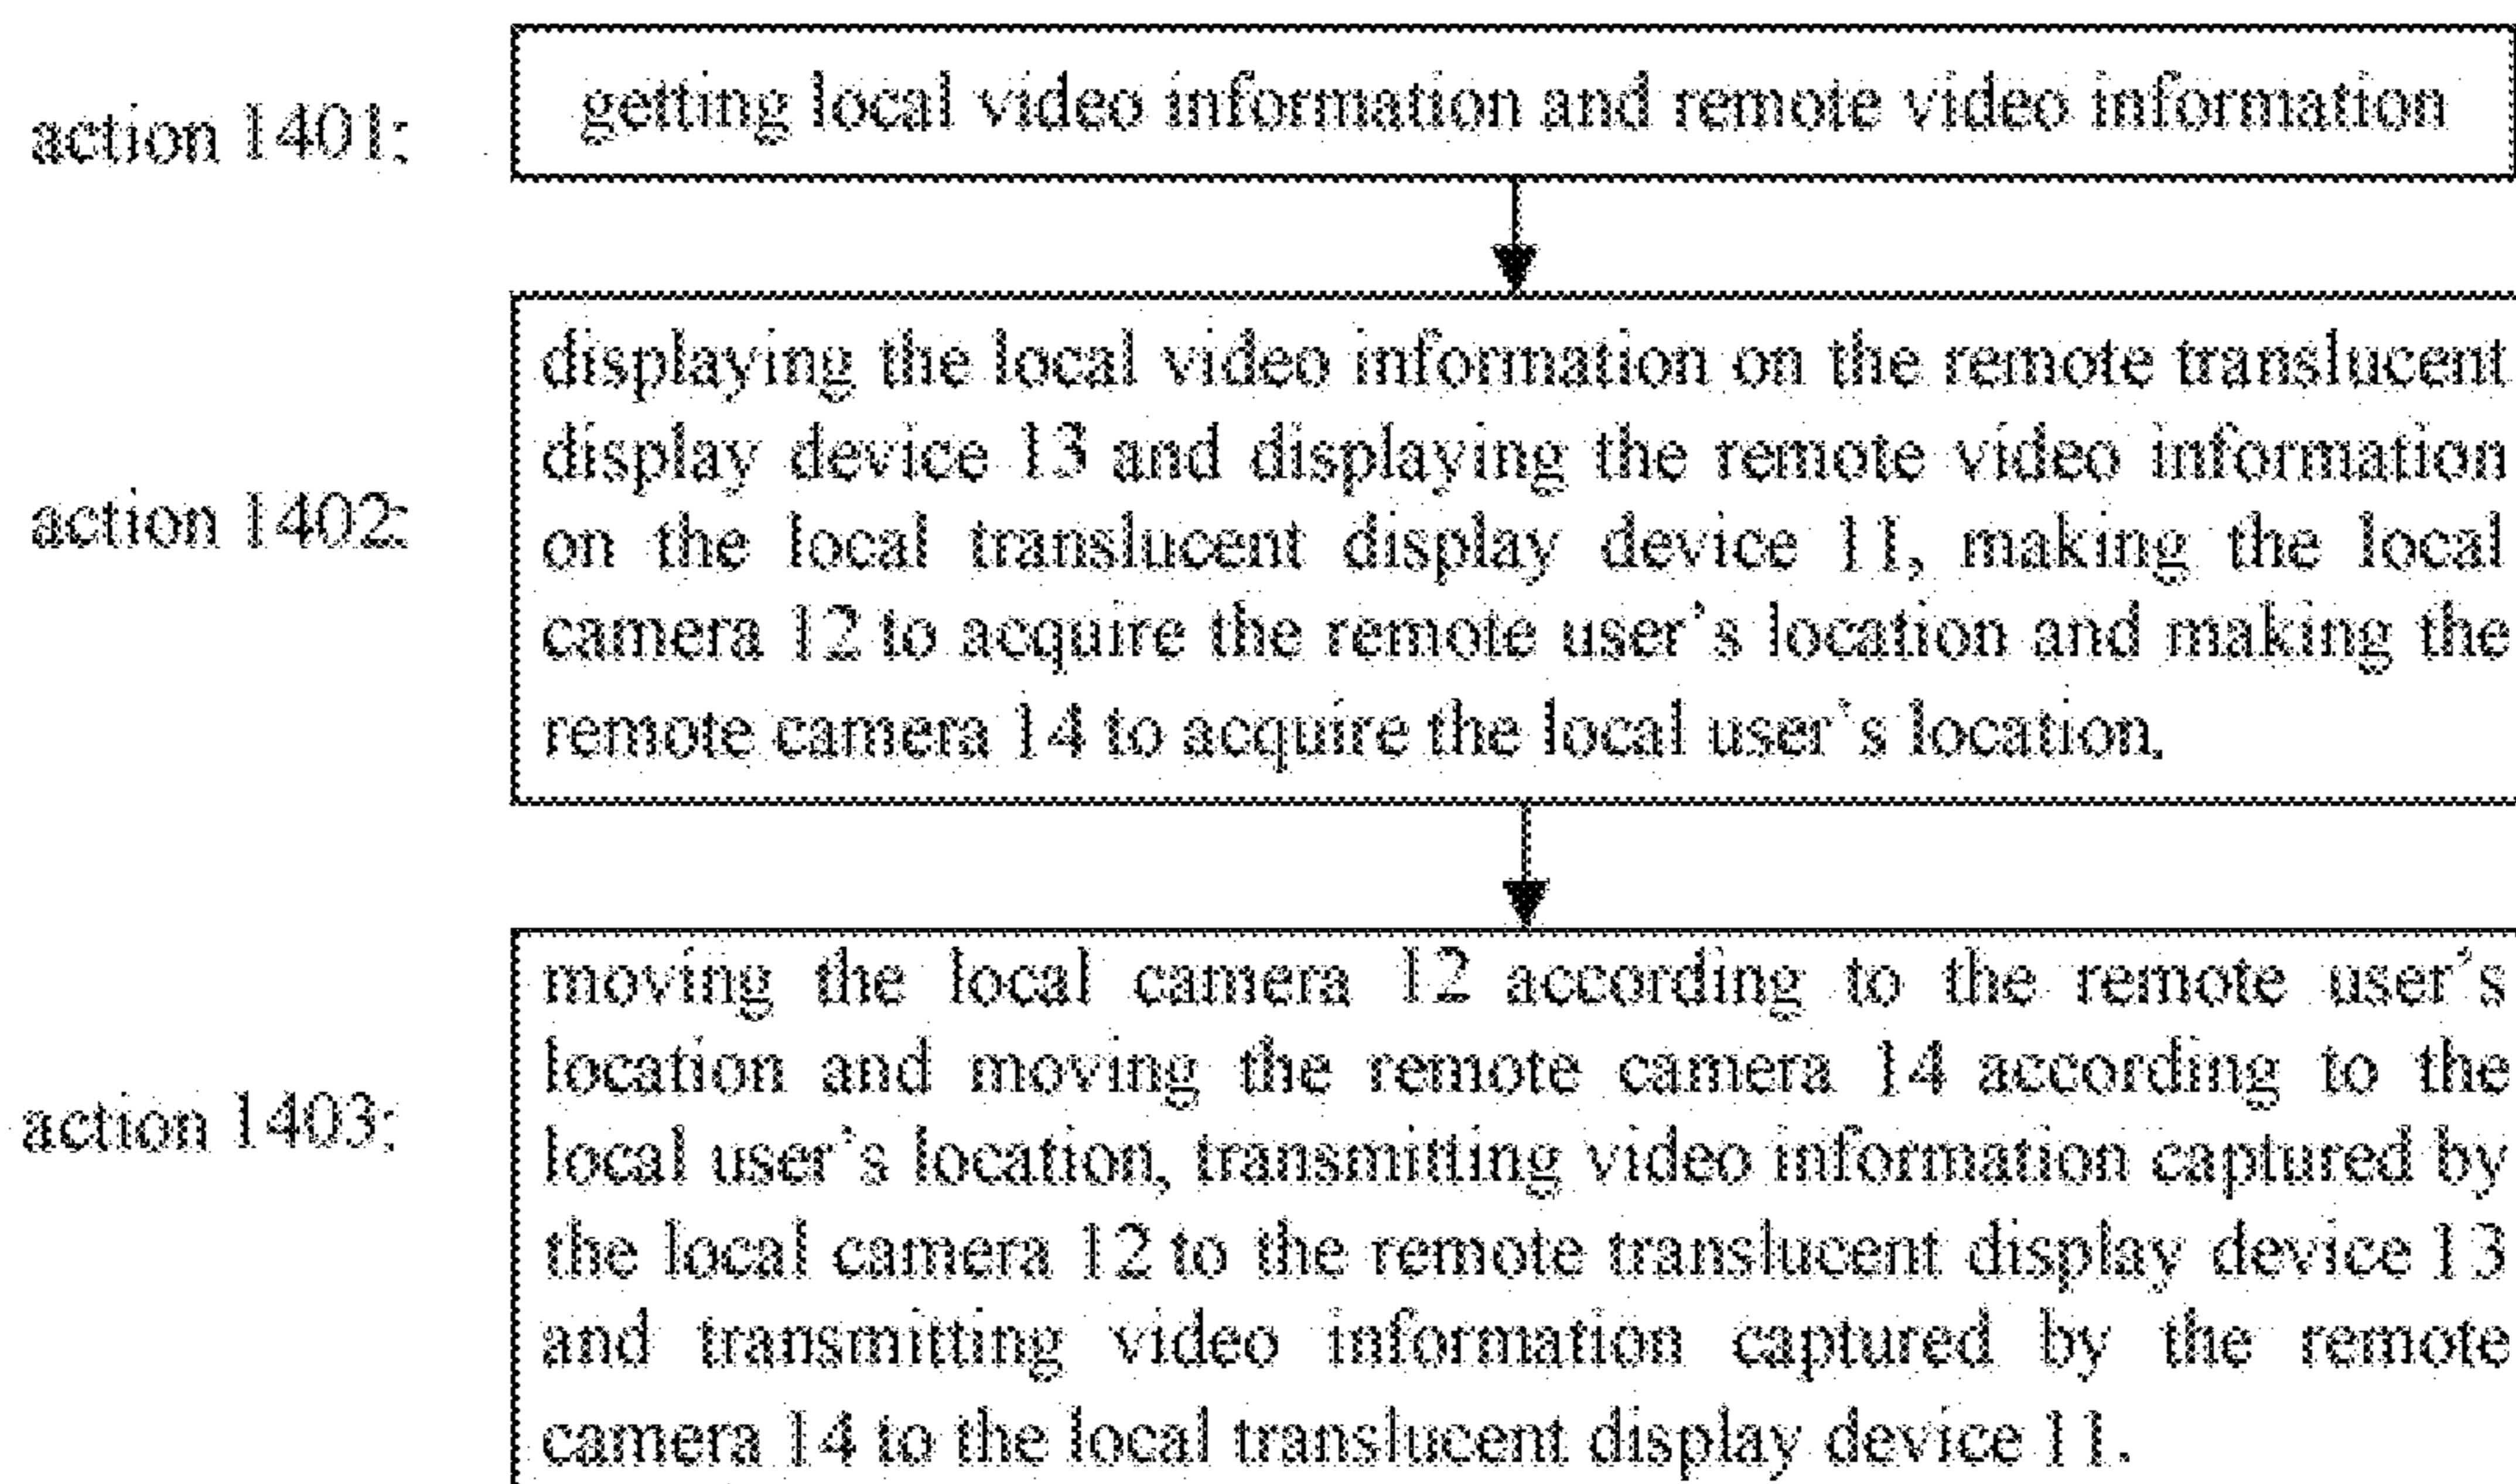 action 1401: getting local video information and remote video information
action 1402: displaying the local video information on the remote translucent
display device 13 and displaying the remote video information
on the local translucent display device 11, making the local
camera 12 to acquire the remote user's location and making the
remote camera 14 to acquire the local user's location.
action 1403: moving the local camera 12 according to the remote user's
location and moving the remote camera 14 according to the
local user's location, transmitting video information captured by
the local camera 12 to the remote translucent display device 13
and transmitting video information captured by the remote
camera 14 to the local translucent display device 11.